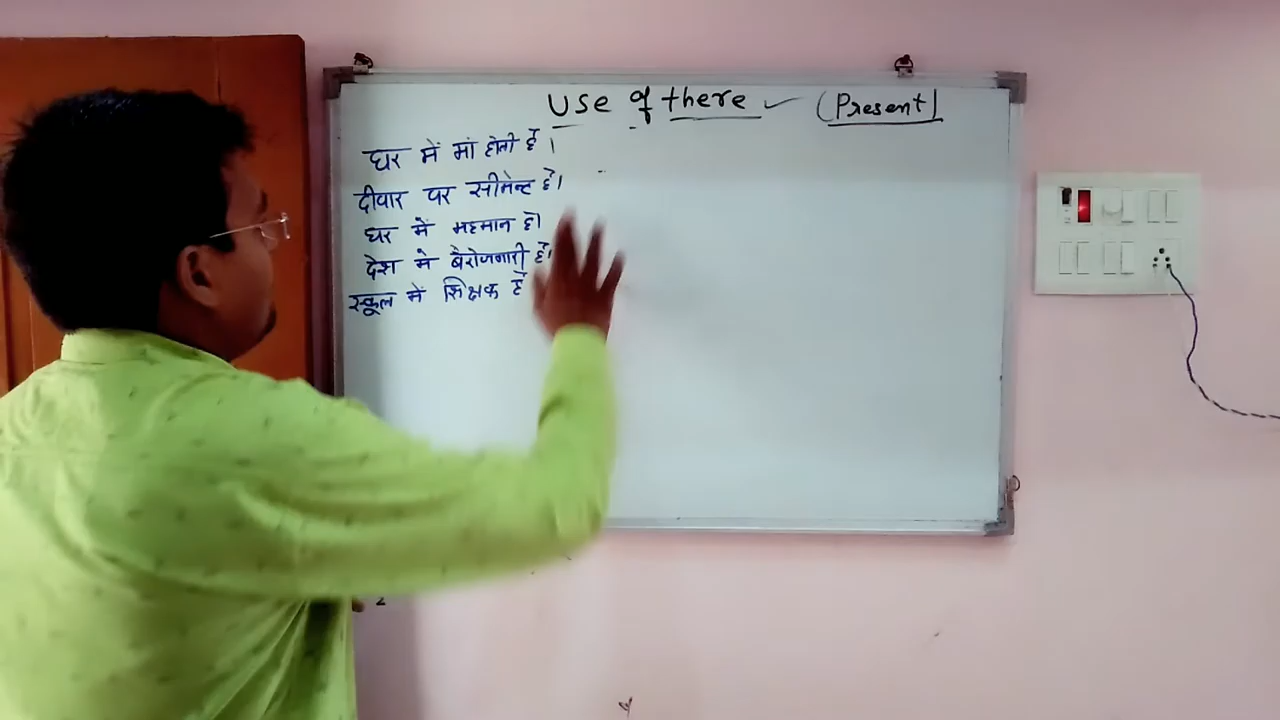 Use of there ✓ (Present)
घर में मां होती है।
दीवार पर सीमेन्ट है।
घर में महमान है।
देश मे बैरोजगारी है।
स्कूल में शिक्षक है